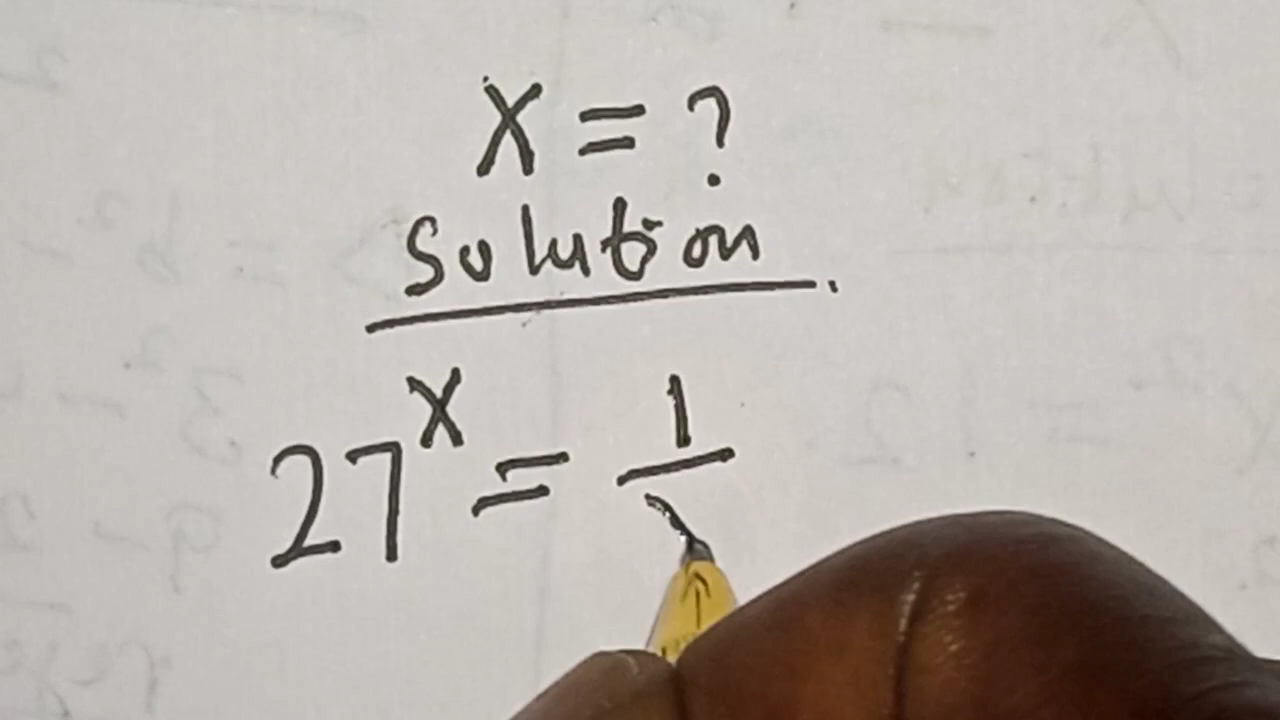 x = ?
Solution
27^x = 1/